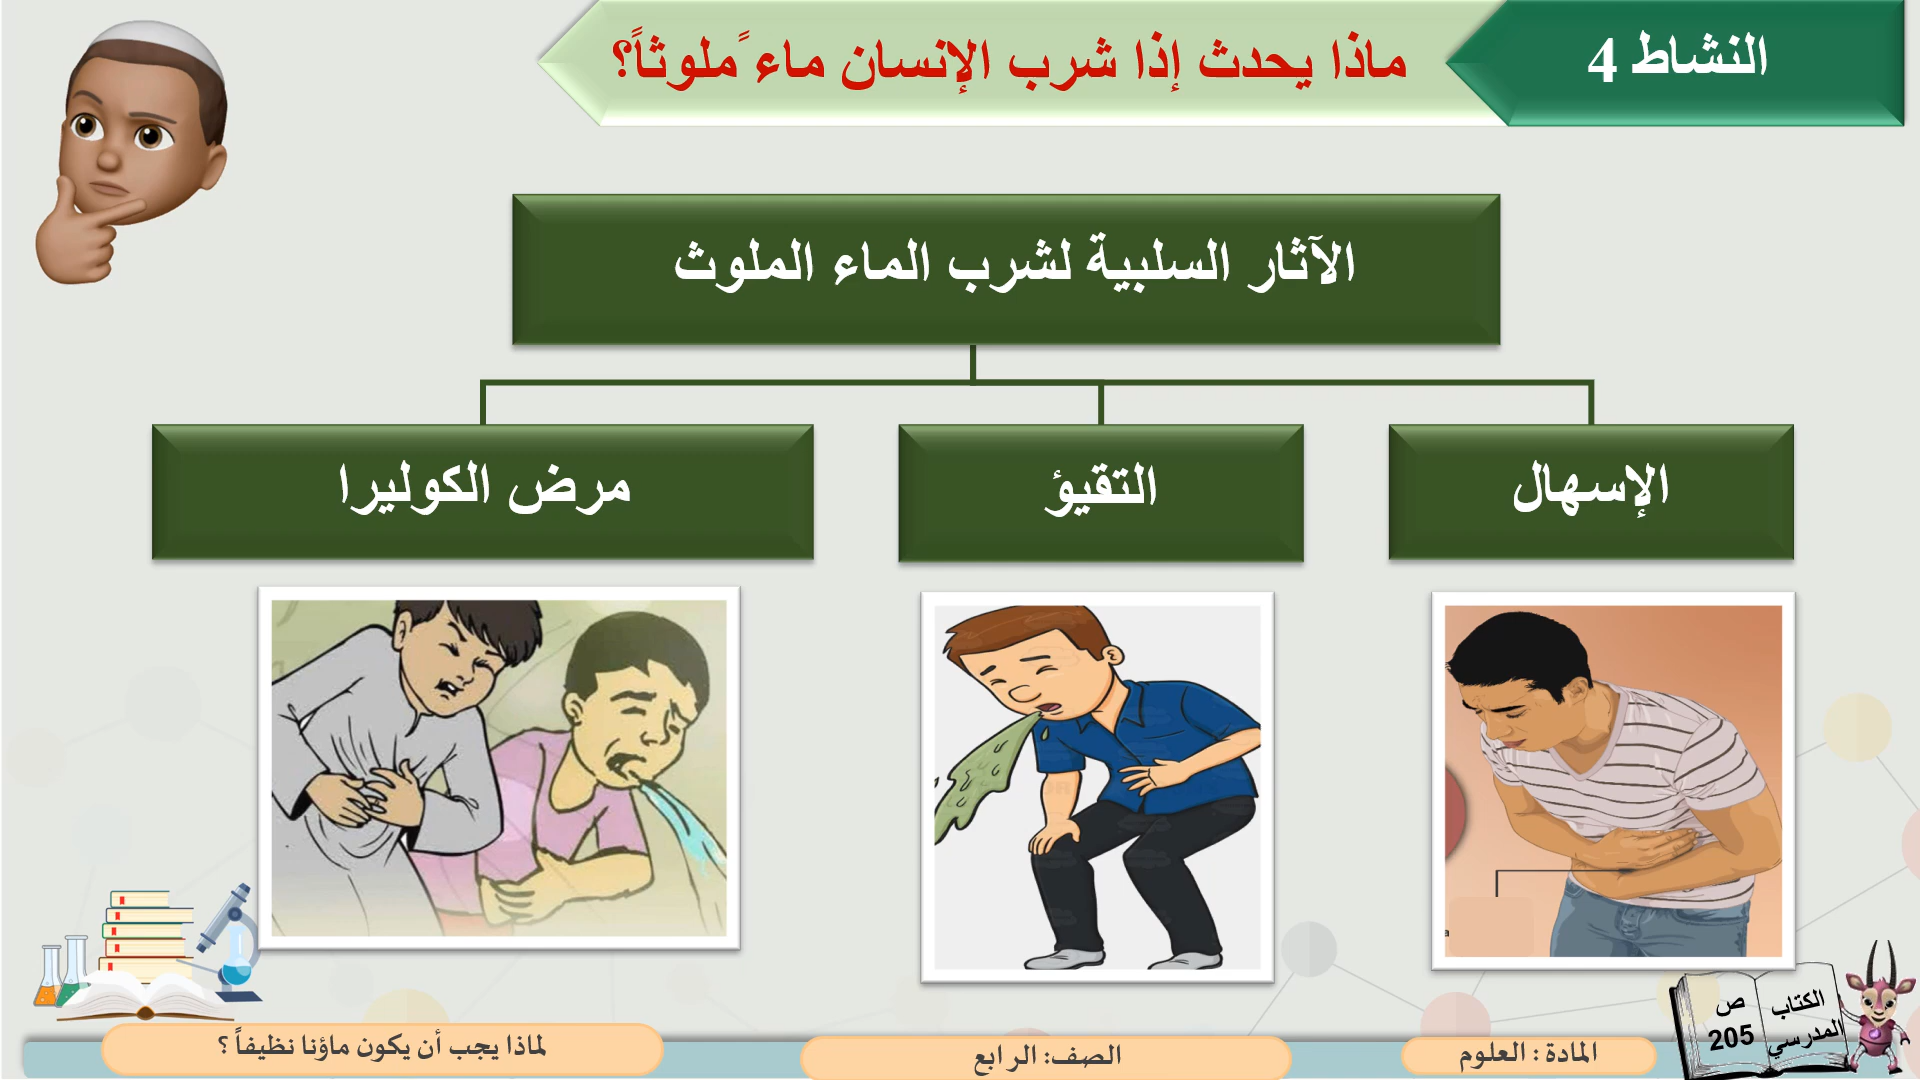 النشاط 4
ماذا يحدث إذا شرب الإنسان ماء ًملوثاً؟
الآثار السلبية لشرب الماء الملوث
الإسهال
التقيؤ
مرض الكوليرا
الكتاب
المدرسي
ص
205
المادة : العلوم
الصف: الرابع
لماذا يجب أن يكون ماؤنا نظيفاً ؟